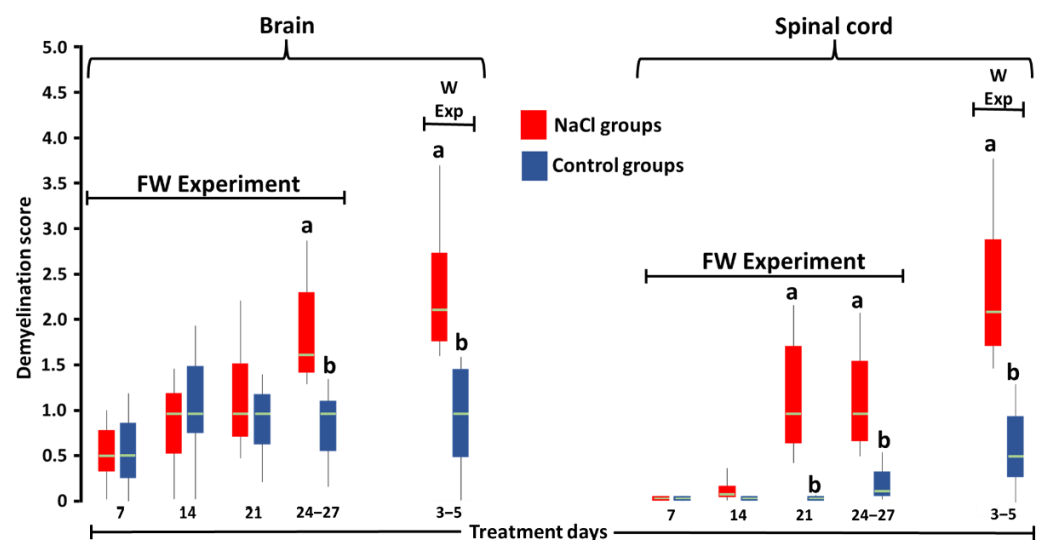 Brain
Spinal cord
5.0
4.5
4.0
3.5
3.0
2.5
2.0
1.5
1.0
0.5
0
Demyelination score
W
Exp
a
b
FW Experiment
a
b
NaCl groups
Control groups
W
Exp
a
b
FW Experiment
a
b
a
b
7
14
21
24–27
3–5
7
14
21
24–27
3–5
Treatment days